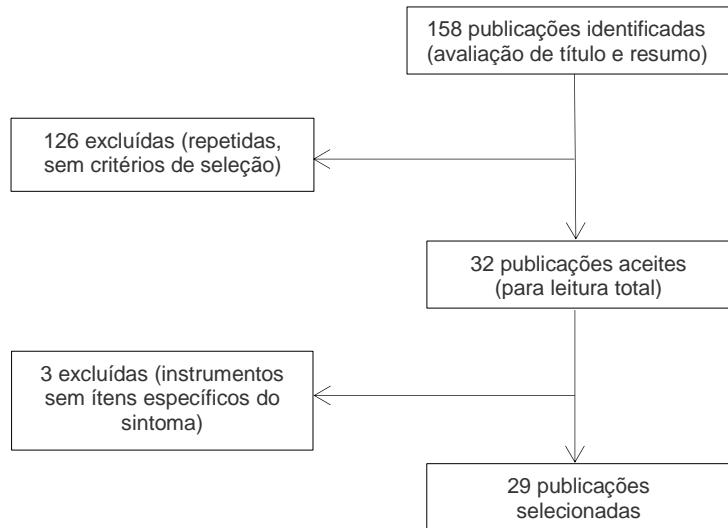 158 publicações identificadas
(avaliação de título e resumo)
126 excluídas (repetidas,
sem critérios de seleção)
32 publicações aceites
(para leitura total)
3 excluídas (instrumentos
sem ítens específicos do
sintoma)
29 publicações
selecionadas